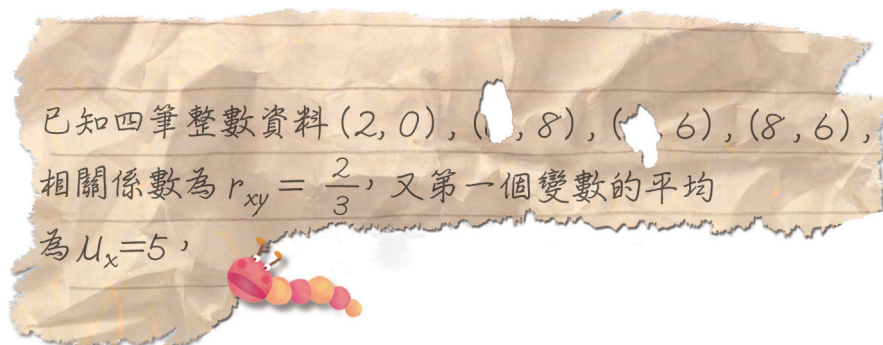 已知四筆整數資料(2, 0), ( , 8), ( , 6), (8, 6),
相關係數為 r_xy = 2/3,又第一個變數的平均
為 μ_x=5,